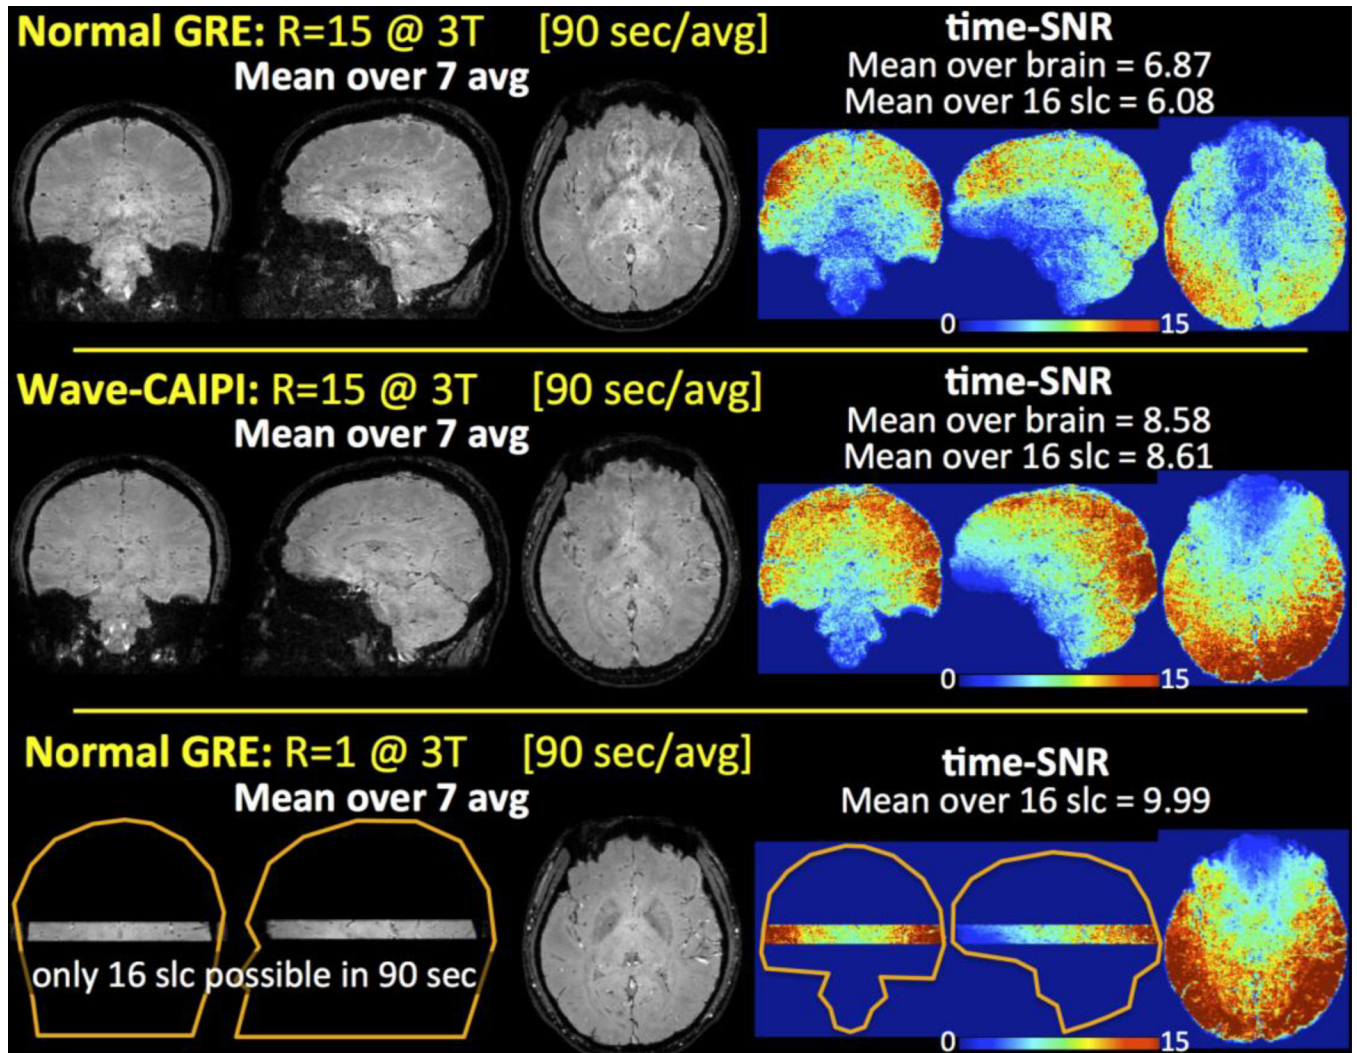 Normal GRE: R=15 @ 3T [90 sec/avg]
Mean over 7 avg
time-SNR
Mean over brain = 6.87
Mean over 16 slc = 6.08
0 15
Wave-CAIPI: R=15 @ 3T [90 sec/avg]
Mean over 7 avg
time-SNR
Mean over brain = 8.58
Mean over 16 slc = 8.61
0 15
Normal GRE: R=1 @ 3T [90 sec/avg]
Mean over 7 avg
time-SNR
Mean over 16 slc = 9.99
only 16 slc possible in 90 sec
0 15